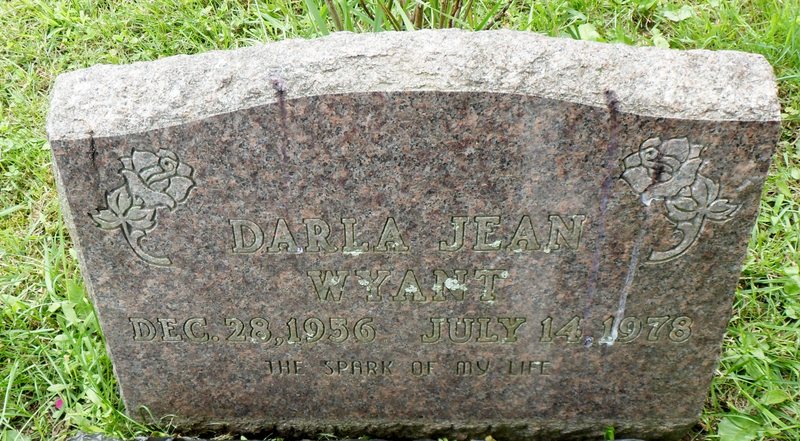 DARLA JEAN
WYANT
DEC. 28, 1956 JULY 14, 1978
THE SPARK OF MY LIFE